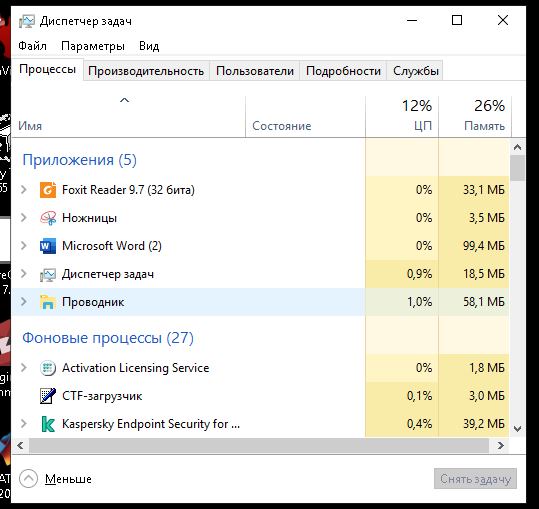 Диспетчер задач
Файл Параметры Вид
Процессы Производительность Пользователи Подробности Службы
12% 26%
Имя Состояние ЦП Память
Приложения (5)
Foxit Reader 9.7 (32 бита) 0% 33,1 МБ
Ножницы 0% 3,5 МБ
Microsoft Word (2) 0% 99,4 МБ
Диспетчер задач 0,9% 18,5 МБ
Проводник 1,0% 58,1 МБ
Фоновые процессы (27)
Activation Licensing Service 0% 1,8 МБ
CTF-загрузчик 0,1% 3,0 МБ
Kaspersky Endpoint Security for ... 0,4% 39,2 МБ
Меньше Снять задачу